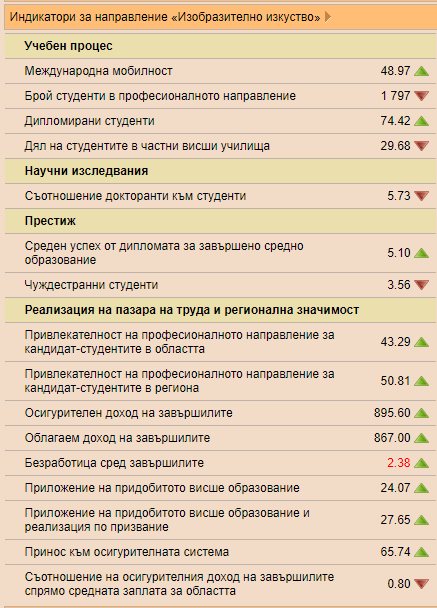 Индикатори за направление «Изобразително изкуство»
Учебен процес
Международна мобилност 48.97
Брой студенти в професионалното направление 1 797
Дипломирани студенти 74.42
Дял на студентите в частни висши училища 29.68
Научни изследвания
Съотношение докторанти към студенти 5.73
Престиж
Среден успех от дипломата за завършено средно
образование 5.10
Чуждестранни студенти 3.56
Реализация на пазара на труда и регионална значимост
Привлекателност на професионалното направление за
кандидат-студентите в областта 43.29
Привлекателност на професионалното направление за
кандидат-студентите в региона 50.81
Осигурителен доход на завършилите 895.60
Облагаем доход на завършилите 867.00
Безработица сред завършилите 2.38
Приложение на придобитото висше образование 24.07
Приложение на придобитото висше образование и
реализация по призвание 27.65
Принос към осигурителната система 65.74
Съотношение на осигурителния доход на завършилите
спрямо средната заплата за областта 0.80